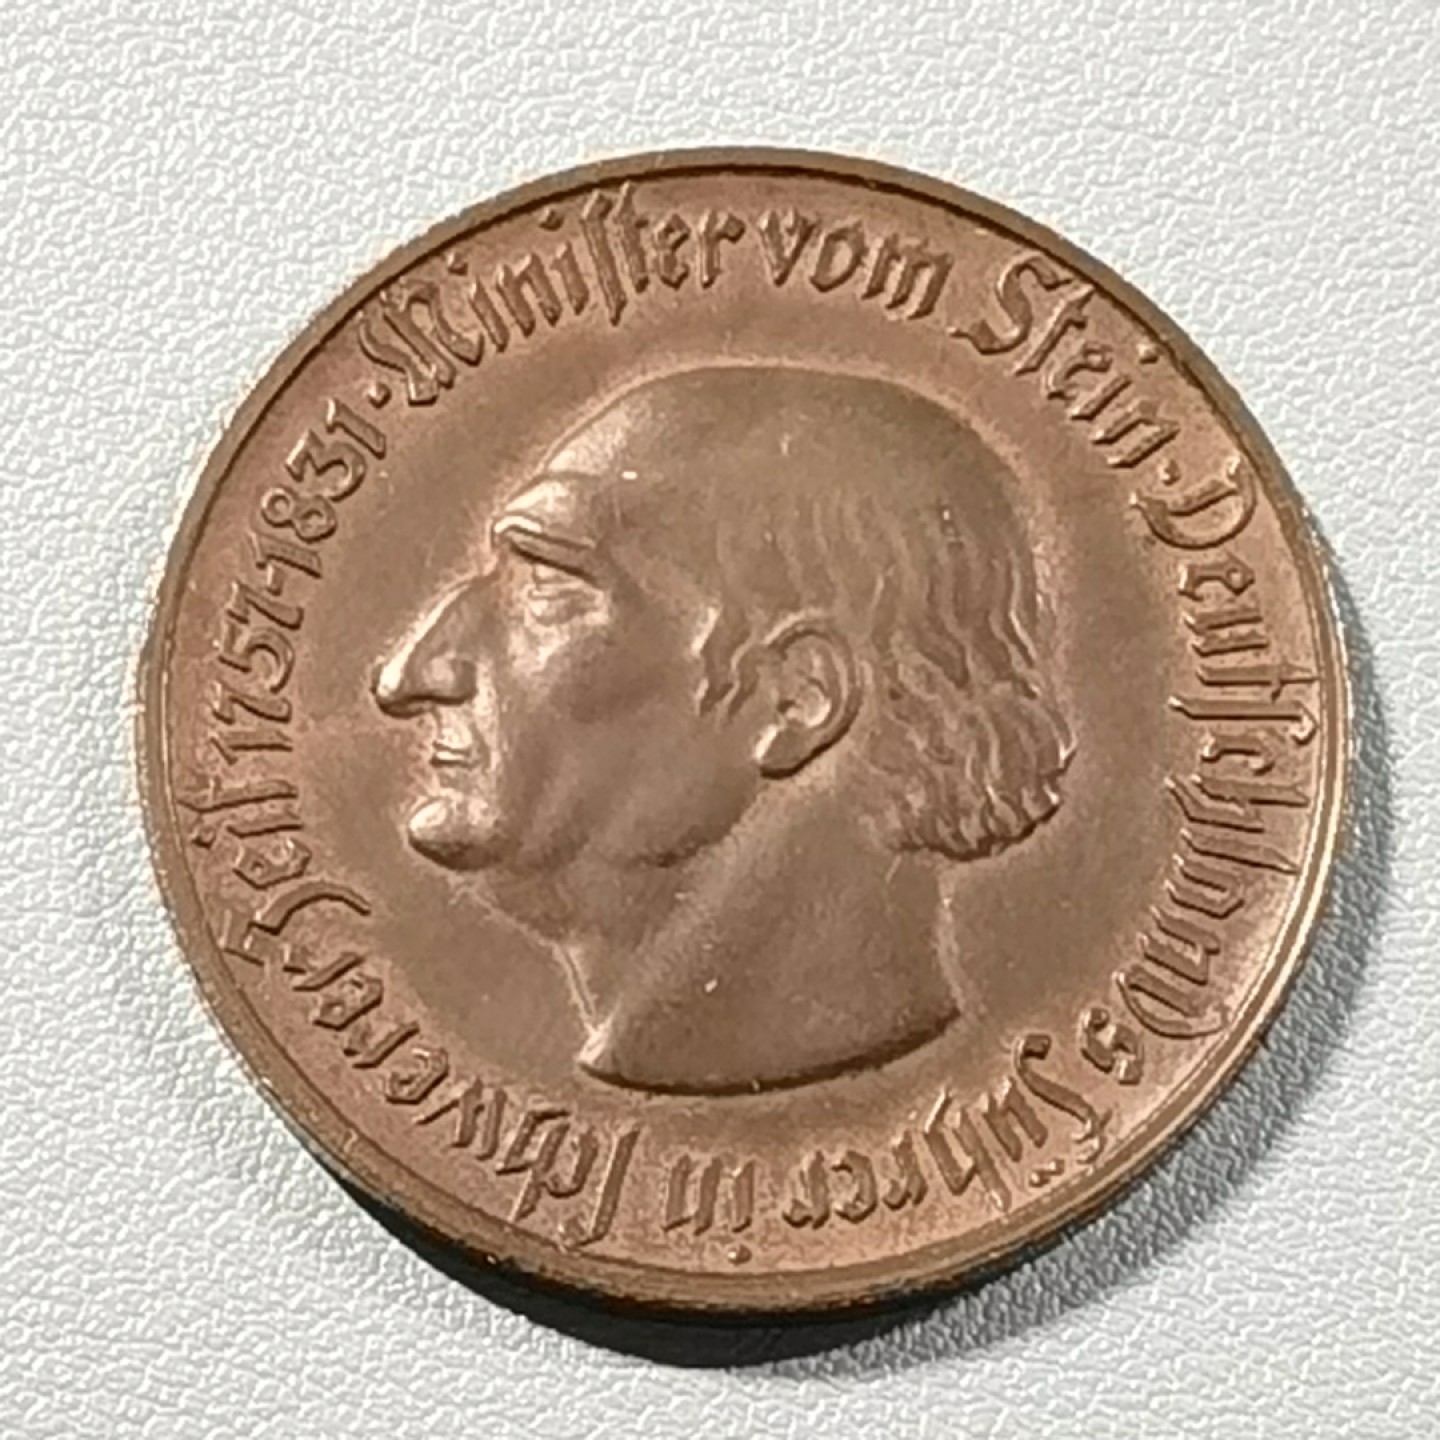 Minister vom Stein · Deutschlands Führer in schwerer Zeit 1757-1831 ·